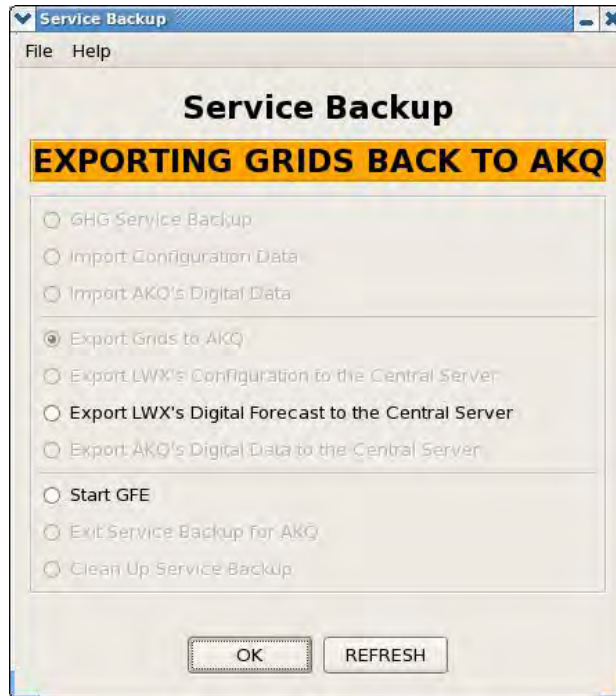 Service Backup
File Help
Service Backup
EXPORTING GRIDS BACK TO AKQ
GHG Service Backup
Import Configuration Data
Import AKQ's Digital Data
Export Grids to AKQ
Export LWX's Configuration to the Central Server
Export LWX's Digital Forecast to the Central Server
Export AKQ's Digital Data to the Central Server
Start GFE
Exit Service Backup for AKQ
Clean Up Service Backup
OK REFRESH